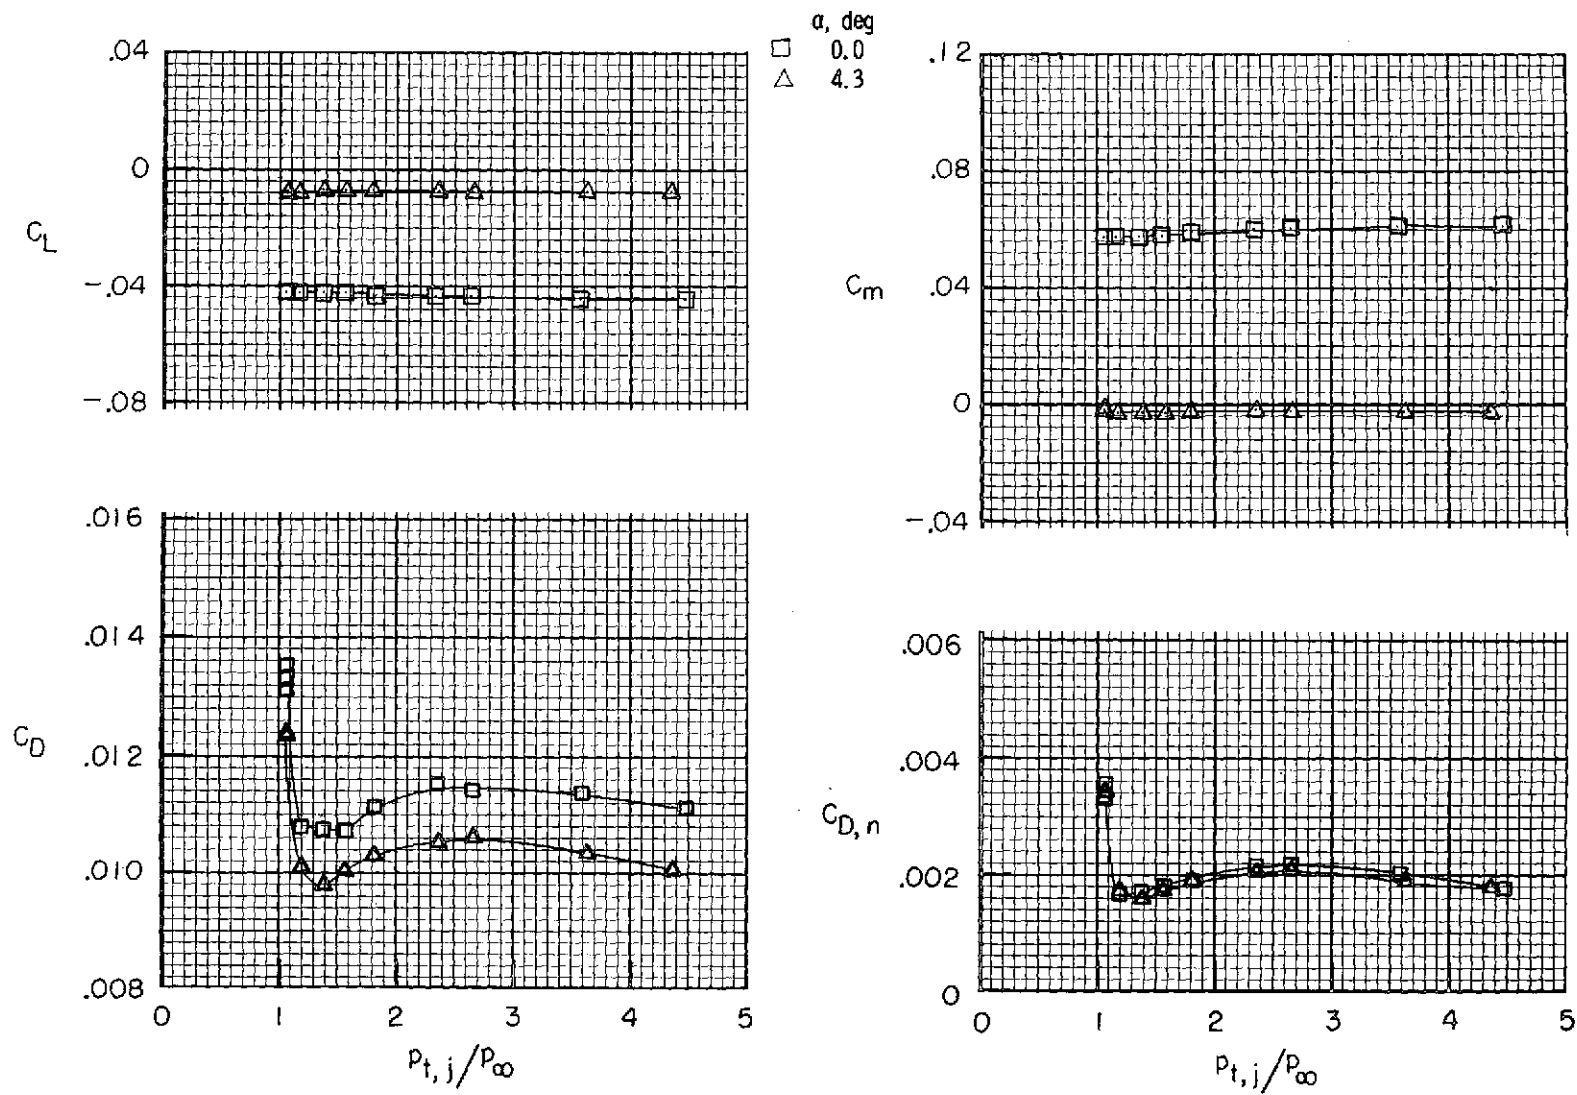 α, deg
0.0
4.3
.04
0
-.04
-.08
C_L
.12
.08
.04
0
-.04
C_m
.016
.014
.012
.010
.008
C_D
0 1 2 3 4 5
p_t, j/p_∞
.006
.004
.002
0
C_D, n
0 1 2 3 4 5
p_t, j/p_∞